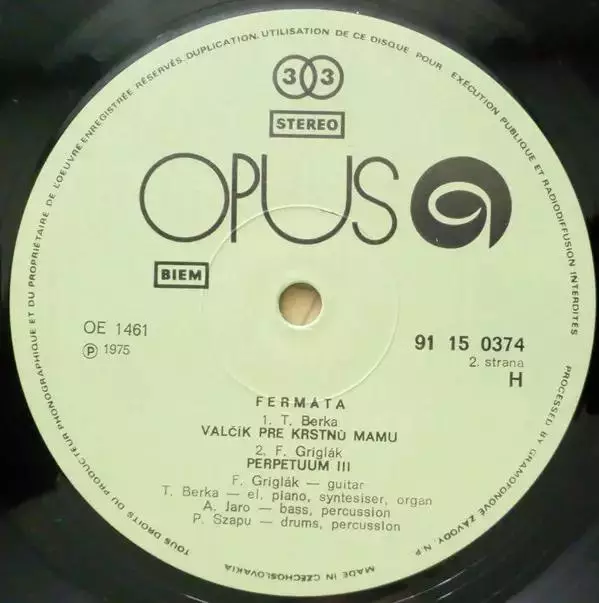 TOUS DROITS DU PRODUCTEUR PHONOGRAPHIQUE ET DU PROPRIÉTAIRE DE L'OEUVRE ENREGISTRÉE RÉSERVÉS. DUPLICATION, UTILISATION DE CE DISQUE POUR EXÉCUTION PUBLIQUE ET RADIODIFFUSION INTERDITES
PROCESSED BY GRAMOFONOVÉ ZÁVODY, N.P.
MADE IN CZECHOSLOVAKIA
33
STEREO
OPUS
BIEM
OE 1461
℗ 1975
91 15 0374
2. strana
H
FERMATA
1. T. Berka
VALČÍK PRE KRSTNÚ MAMU
2. F. Griglák
PERPETUUM III
F. Griglák — guitar
T. Berka — el. piano, syntesiser, organ
A. Jaro — bass, percussion
P. Szapu — drums, percussion